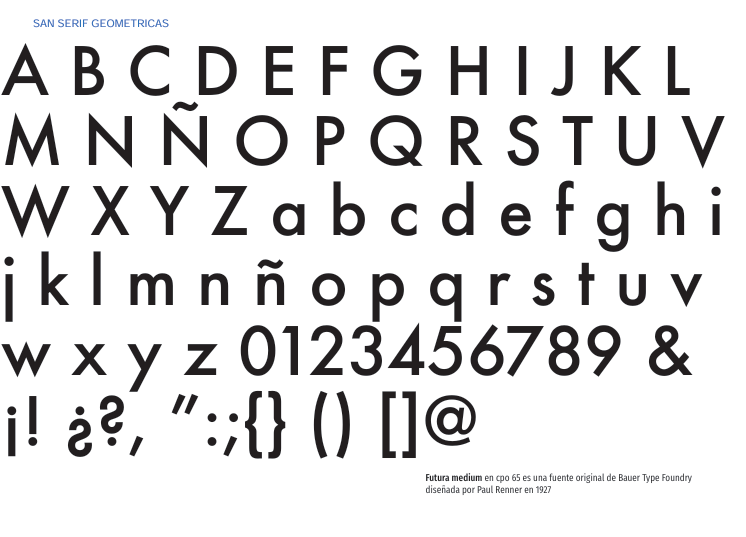 SAN SERIF GEOMETRICAS
A B C D E F G H I J K L
M N Ñ O P Q R S T U V
W X Y Z a b c d e f g h i
j k l m n ñ o p q r s t u v
w x y z 0123456789 &
¡! ¿?, ”:;{} () []@
Futura medium en cpo 65 es una fuente original de Bauer Type Foundry
diseñada por Paul Renner en 1927